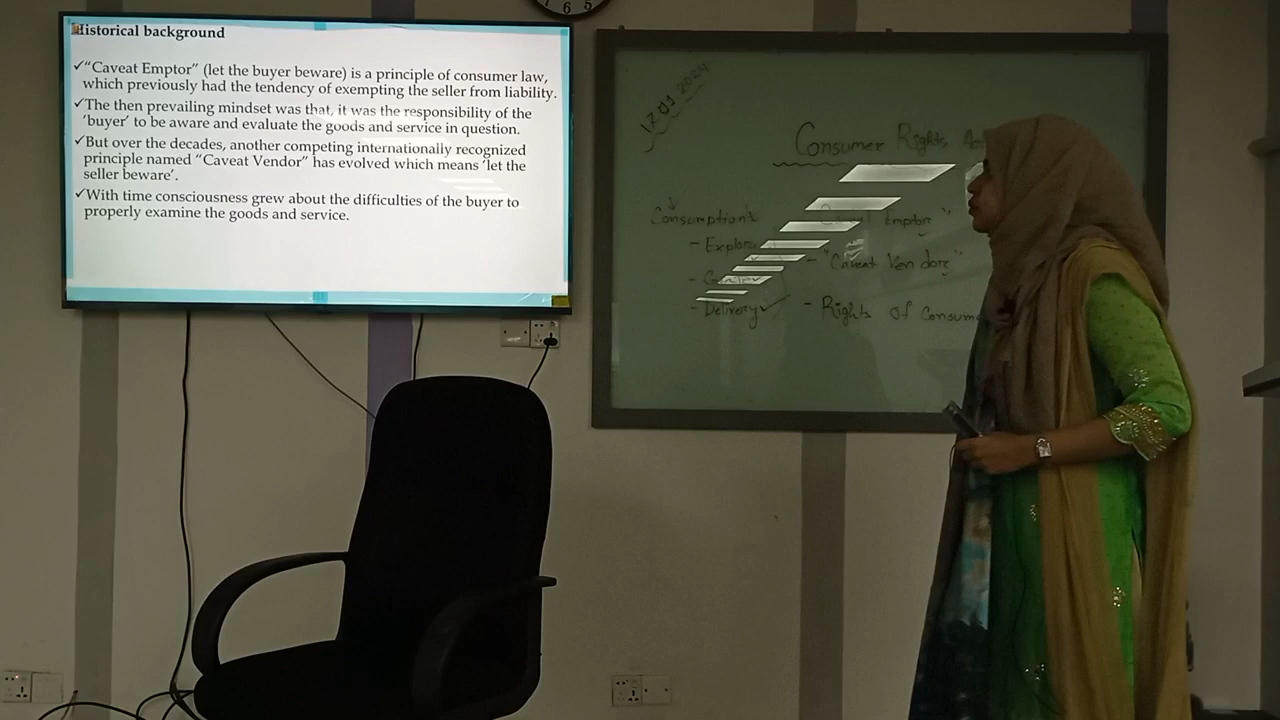 6 5
Historical background
✓"Caveat Emptor" (let the buyer beware) is a principle of consumer law,
which previously had the tendency of exempting the seller from liability.
✓The then prevailing mindset was that, it was the responsibility of the
'buyer' to be aware and evaluate the goods and service in question.
✓But over the decades, another competing internationally recognized
principle named "Caveat Vendor" has evolved which means 'let the
seller beware'.
✓With time consciousness grew about the difficulties of the buyer to
properly examine the goods and service.
2024
Consumer Rights
Consumption
Emptore"
- "Caveat Vendore"
- Delivery
- Rights Of Consum